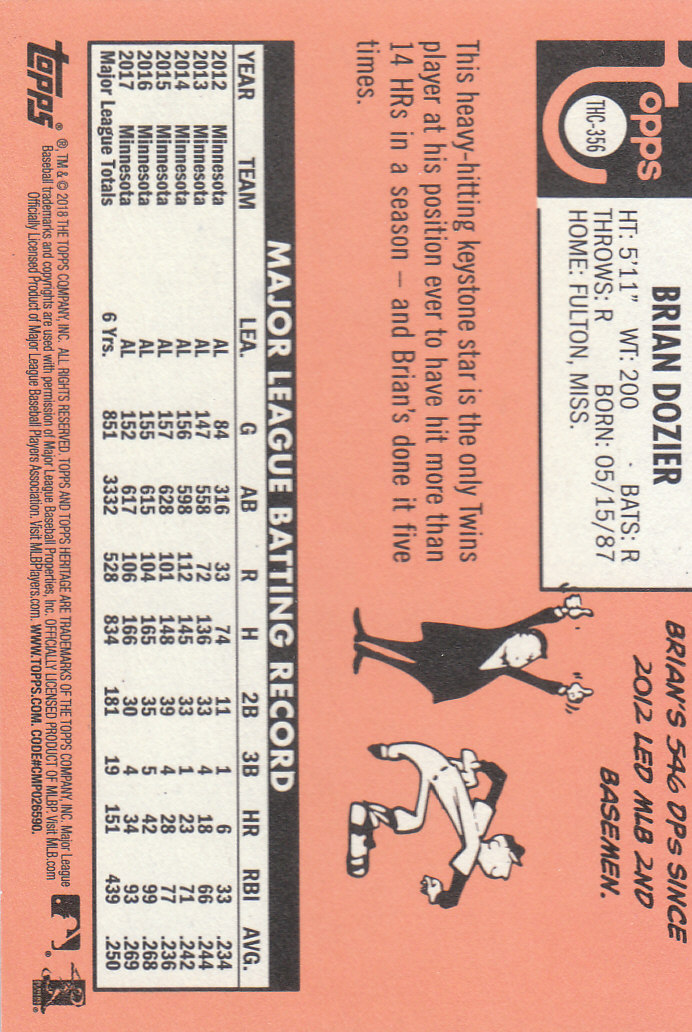 topps
THC-356
BRIAN DOZIER
HT: 5'11" WT: 200 · BATS: R
THROWS: R BORN: 05/15/87
HOME: FULTON, MISS.
BRIAN'S 546 DPS SINCE
2012 LED MLB 2ND
BASEMEN.
This heavy-hitting keystone star is the only Twins
player at his position ever to have hit more than
14 HRs in a season – and Brian's done it five
times.
MAJOR LEAGUE BATTING RECORD
YEAR TEAM LEA. G AB R H 2B 3B HR RBI AVG.
2012 Minnesota AL 84 316 33 74 11 1 6 33 .234
2013 Minnesota AL 147 558 72 136 33 4 18 66 .244
2014 Minnesota AL 156 598 112 145 33 1 23 71 .242
2015 Minnesota AL 157 628 101 148 39 4 28 77 .236
2016 Minnesota AL 155 615 104 165 35 5 42 99 .268
2017 Minnesota AL 152 617 106 166 30 4 34 93 .269
Major League Totals 6 Yrs. 851 3332 528 834 181 19 151 439 .250
topps®
®, TM & © 2018 THE TOPPS COMPANY, INC. ALL RIGHTS RESERVED. TOPPS AND TOPPS HERITAGE ARE TRADEMARKS OF THE TOPPS COMPANY, INC. Major League
Baseball trademarks and copyrights are used with permission of Major League Baseball Properties, Inc. OFFICIALLY LICENSED PRODUCT OF MLBP. Visit MLB.com
Officially Licensed Product of Major League Baseball Players Association. Visit MLBPlayers.com. WWW.TOPPS.COM. CODE#CMP026590.